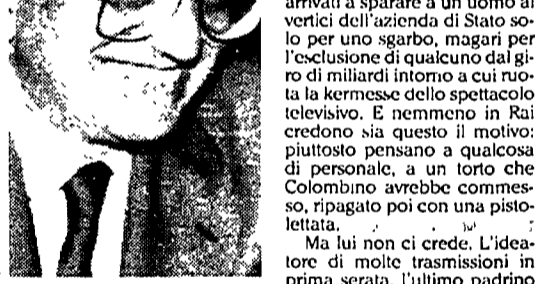 arrivati a sparare a un uomo ai
vertici dell'azienda di Stato so-
lo per uno sgarbo, magari per
l'esclusione di qualcuno dal gi-
ro di miliardi intorno a cui ruo-
ta la kermesse dello spettacolo
televisivo. E nemmeno in Rai
credono sia questo il motivo:
piuttosto pensano a qualcosa
di personale, a un torto che
Colombino avrebbe commes-
so, ripagato poi con una pisto-
lettata.
Ma lui non ci crede. L'idea-
tore di molte trasmissioni in
prima serata, l'ultimo padrino